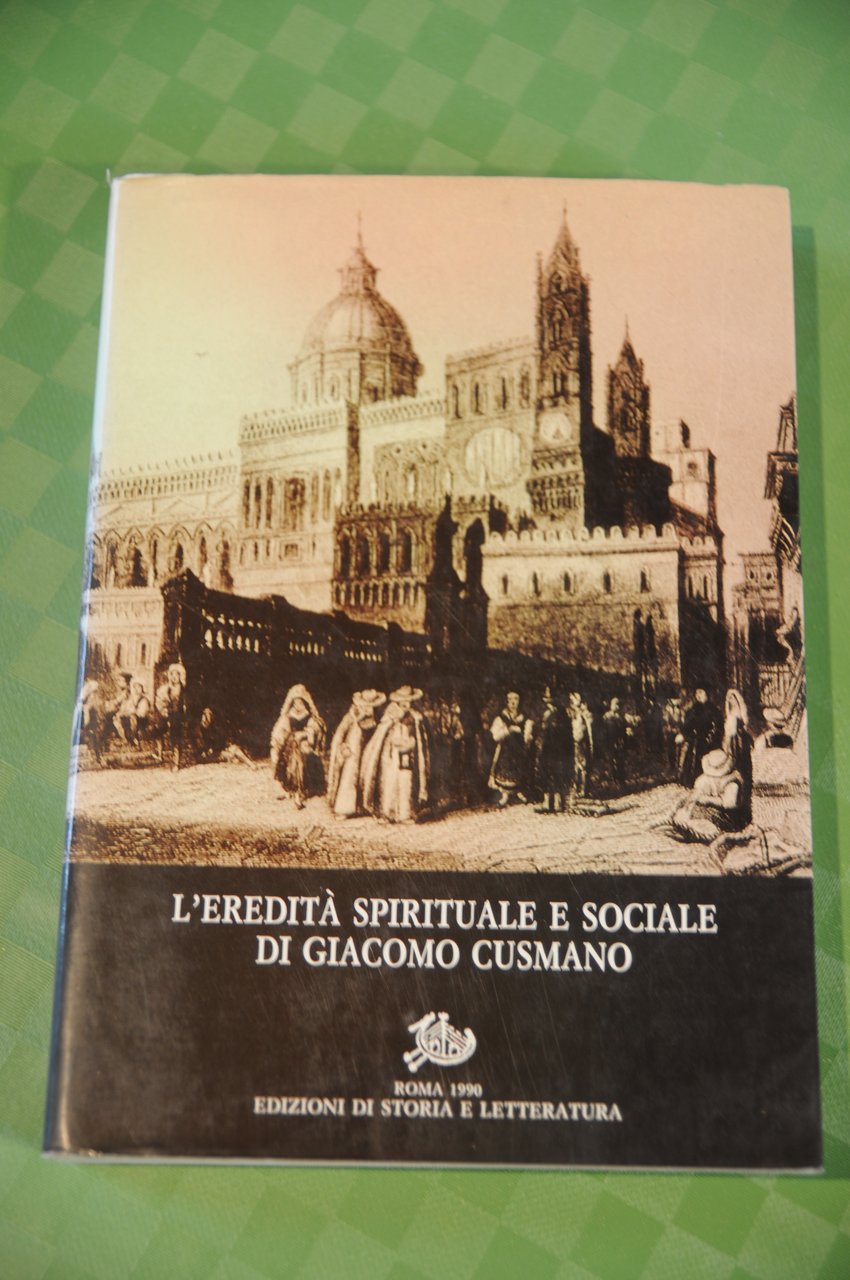 L'EREDITÀ SPIRITUALE E SOCIALE
DI GIACOMO CUSMANO
ROMA 1990
EDIZIONI DI STORIA E LETTERATURA